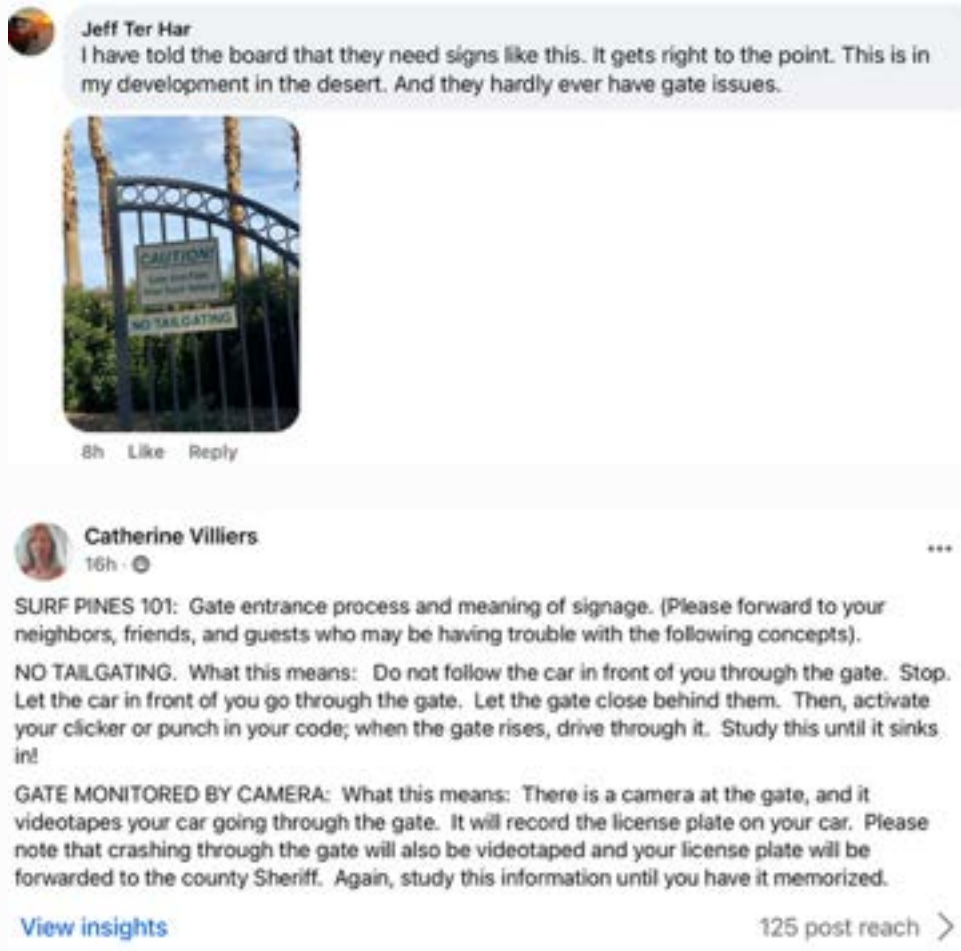 Jeff Ter Har
I have told the board that they need signs like this. It gets right to the point. This is in
my development in the desert. And they hardly ever have gate issues.
CAUTION!
NO TAILGATING
8h Like Reply
Catherine Villiers
16h ·
SURF PINES 101: Gate entrance process and meaning of signage. (Please forward to your
neighbors, friends, and guests who may be having trouble with the following concepts).
NO TAILGATING. What this means: Do not follow the car in front of you through the gate. Stop.
Let the car in front of you go through the gate. Let the gate close behind them. Then, activate
your clicker or punch in your code; when the gate rises, drive through it. Study this until it sinks
in!
GATE MONITORED BY CAMERA: What this means: There is a camera at the gate, and it
videotapes your car going through the gate. It will record the license plate on your car. Please
note that crashing through the gate will also be videotaped and your license plate will be
forwarded to the county Sheriff. Again, study this information until you have it memorized.
View insights
125 post reach